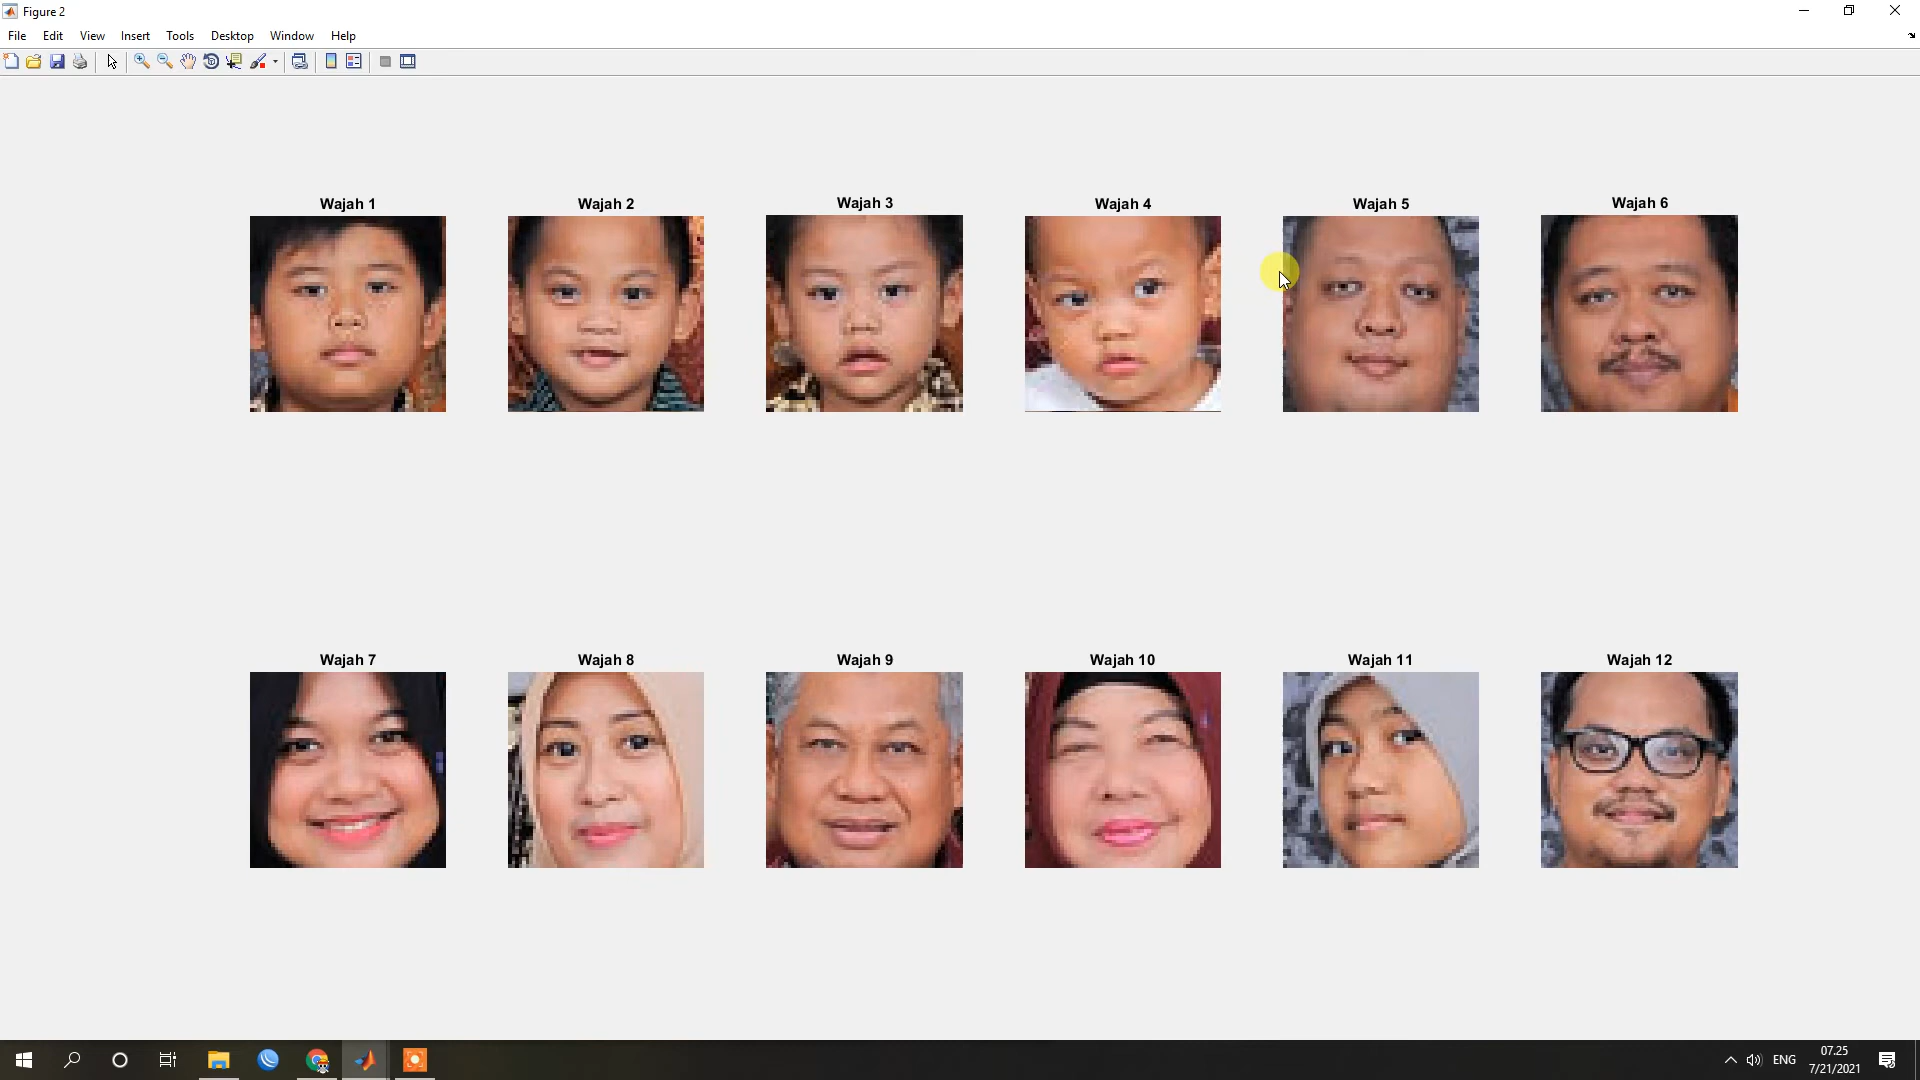 Figure 2
File Edit View Insert Tools Desktop Window Help
Wajah 1 Wajah 2 Wajah 3 Wajah 4 Wajah 5 Wajah 6
Wajah 7 Wajah 8 Wajah 9 Wajah 10 Wajah 11 Wajah 12
ENG
07.25
7/21/2021